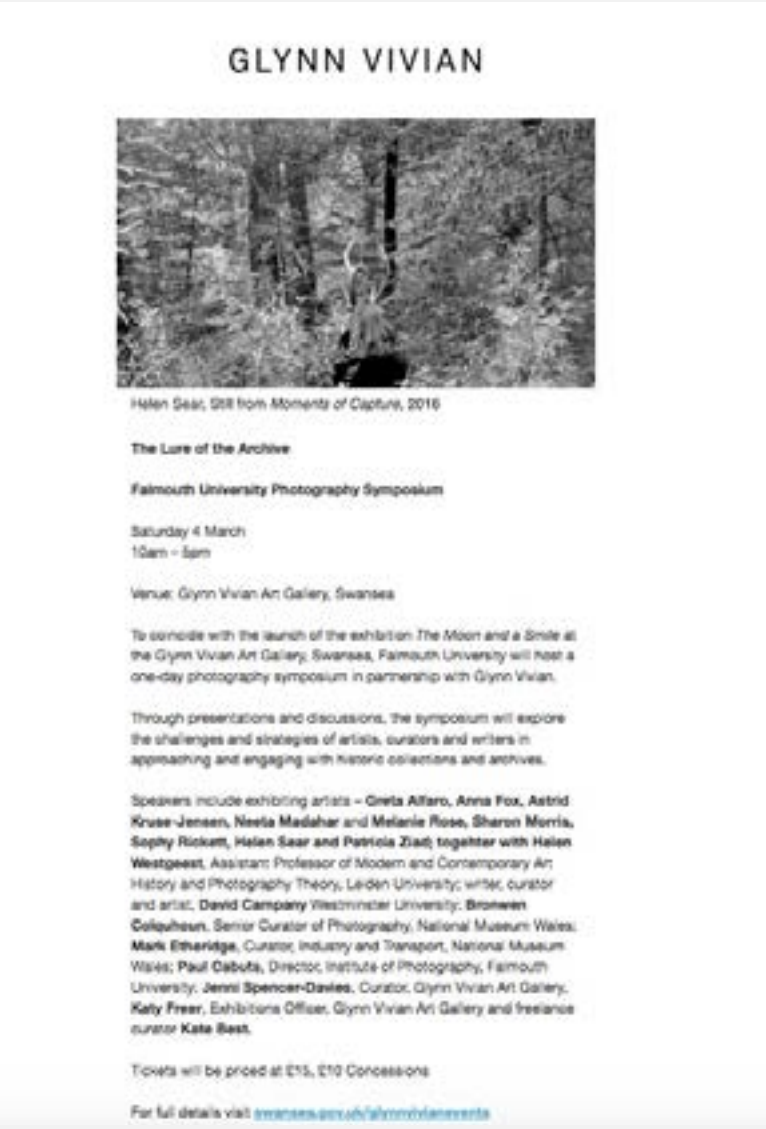 GLYNN VIVIAN
Helen Sear, Still from Moments of Capture, 2016
The Lure of the Archive
Falmouth University Photography Symposium
Saturday 4 March
10am – 5pm
Venue: Glynn Vivian Art Gallery, Swansea
To coincide with the launch of the exhibition The Moon and a Smile at
the Glynn Vivian Art Gallery, Swansea, Falmouth University will host a
one-day photography symposium in partnership with Glynn Vivian.
Through presentations and discussions, the symposium will explore
the challenges and strategies of artists, curators and writers in
approaching and engaging with historic collections and archives.
Speakers include exhibiting artists – Greta Alfaro, Anna Fox, Astrid
Kruse-Jensen, Neeta Madahar and Melanie Rose, Sharon Morris,
Sophy Rickett, Helen Sear and Patricia Ziad; togehter with Helen
Westgeest, Assistant Professor of Modern and Contemporary Art
History and Photography Theory, Leiden University; writer, curator
and artist, David Campany Westminster University; Bronwen
Colquhoun, Senior Curator of Photography, National Museum Wales;
Mark Etheridge, Curator, Industry and Transport, National Museum
Wales; Paul Cabuts, Director, Institute of Photography, Falmouth
University; Jenni Spencer-Davies, Curator, Glynn Vivian Art Gallery,
Katy Freer, Exhibitions Officer, Glynn Vivian Art Gallery and freelance
curator Kate Best.
Tickets will be priced at £15, £10 Concessions
For full details visit swansea.gov.uk/glynnvivianevents